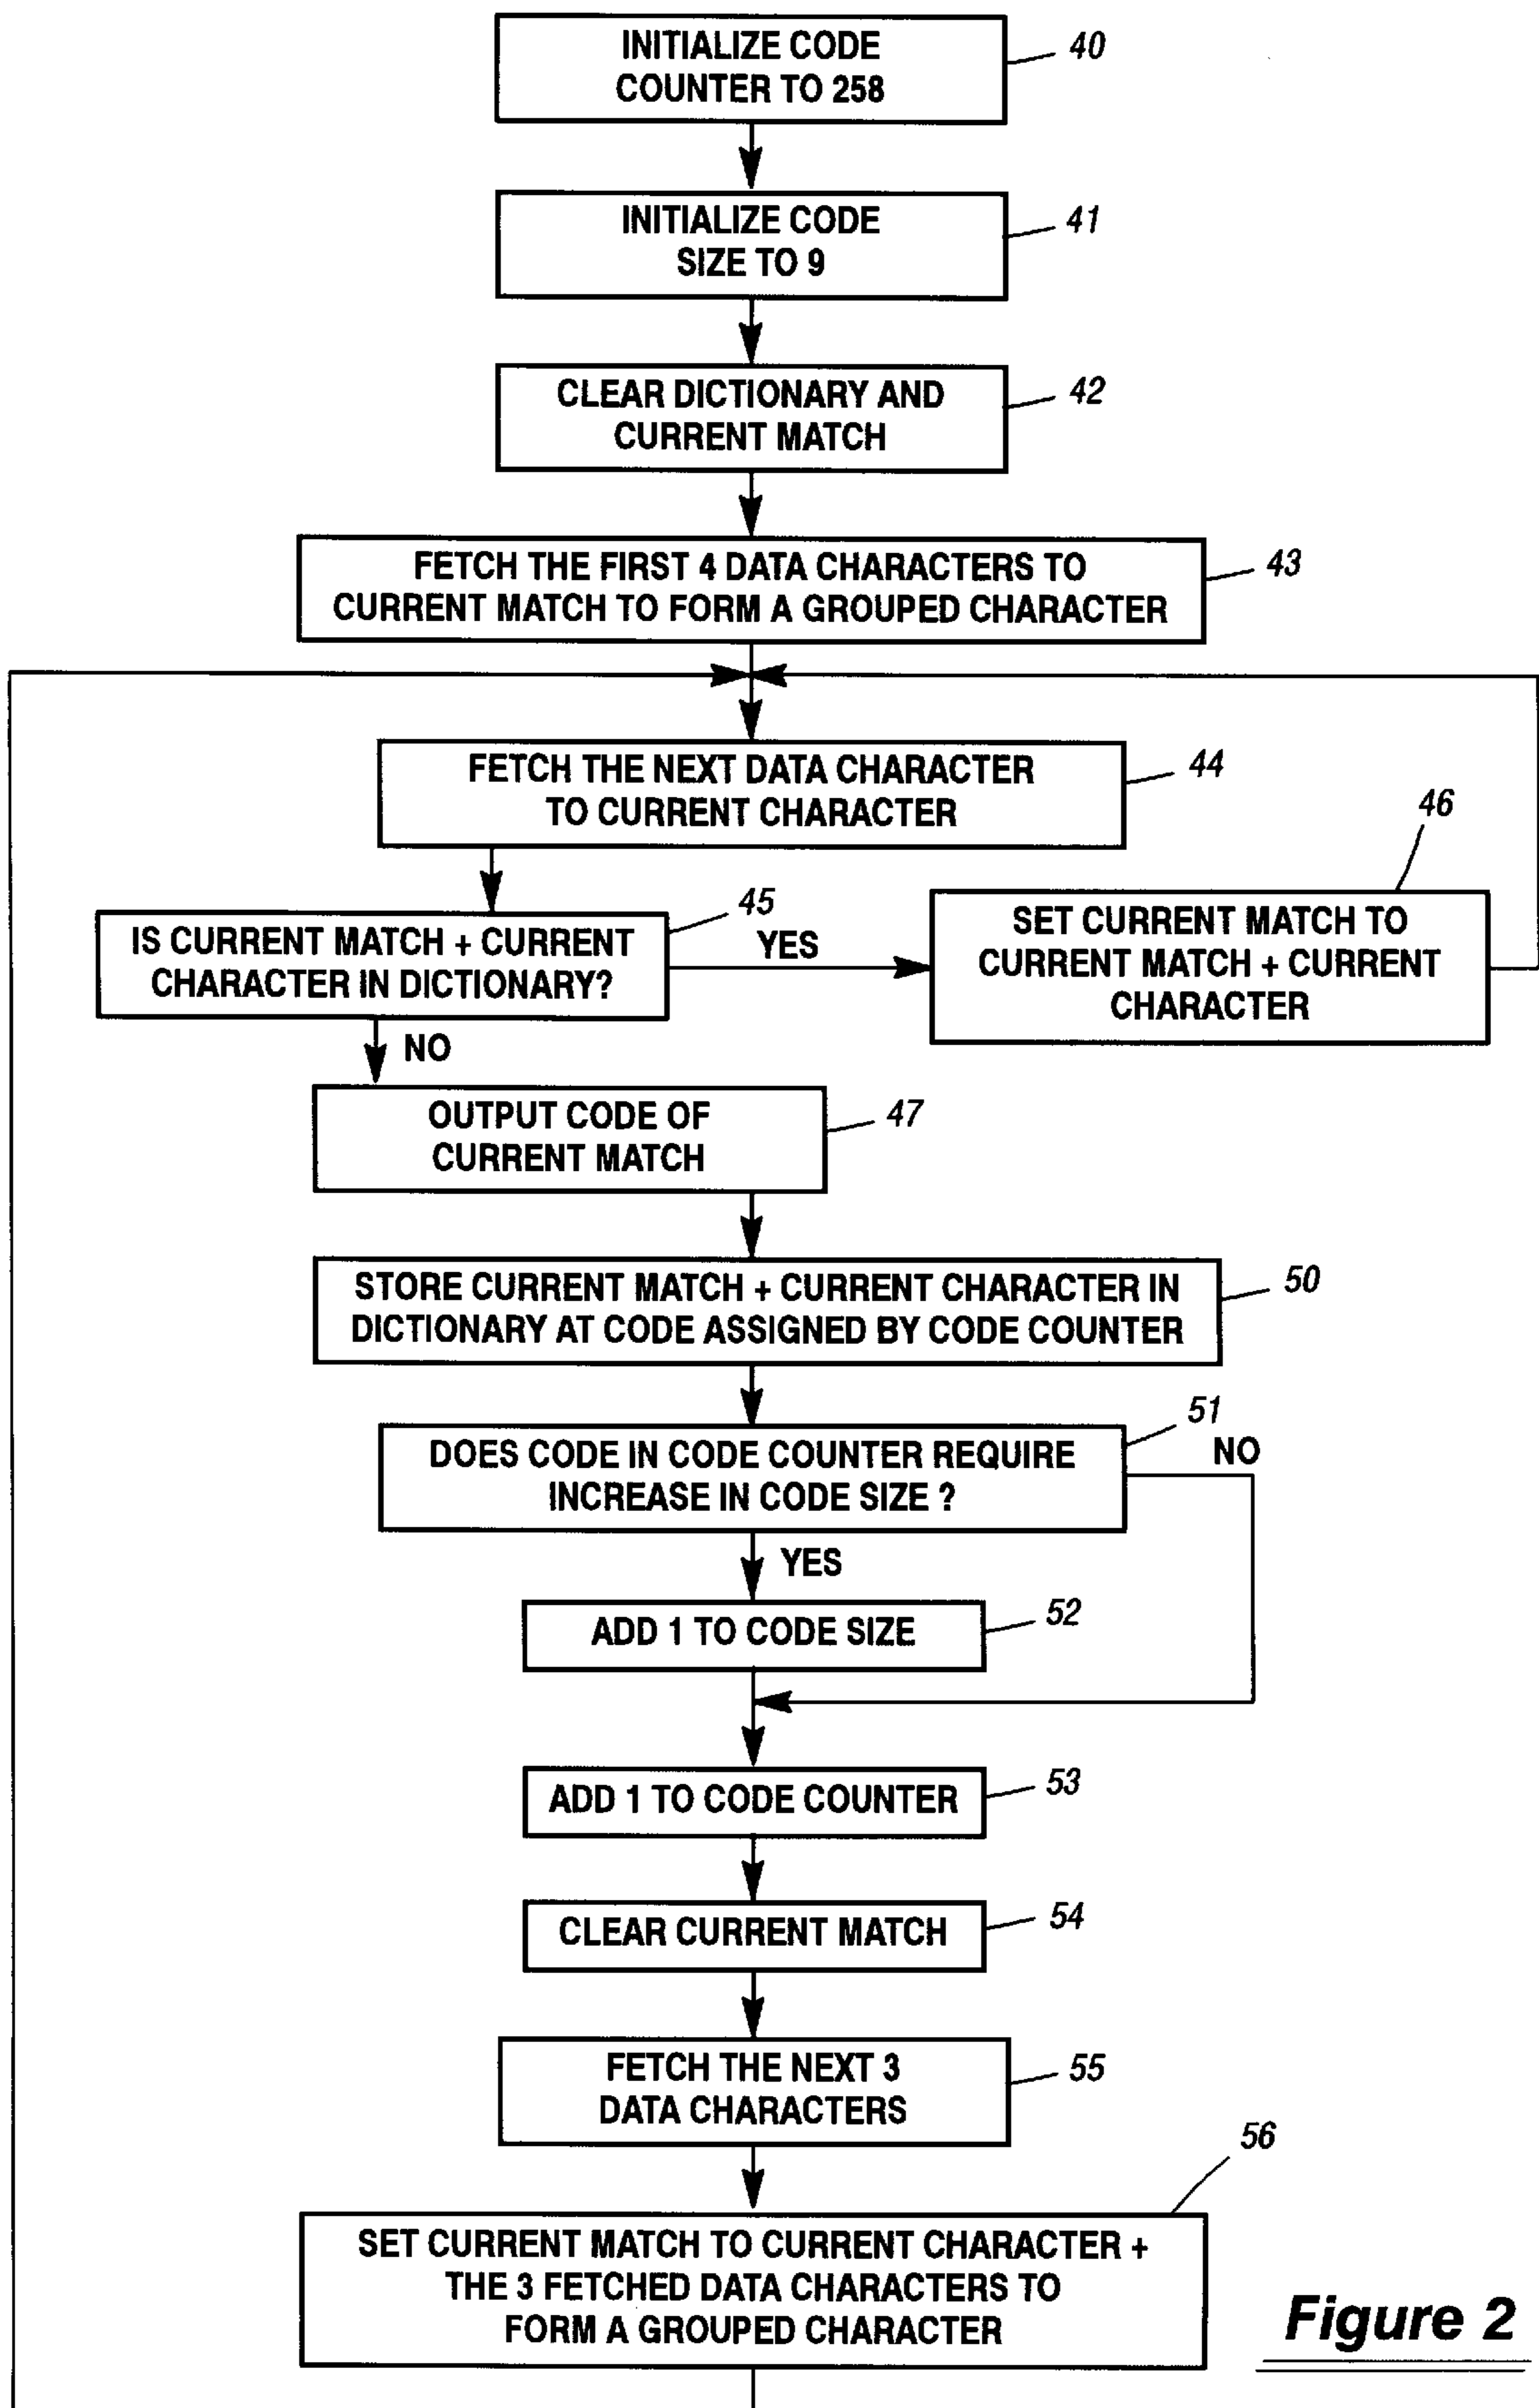 INITIALIZE CODE
COUNTER TO 258
40
INITIALIZE CODE
SIZE TO 9
41
CLEAR DICTIONARY AND
CURRENT MATCH
42
FETCH THE FIRST 4 DATA CHARACTERS TO
CURRENT MATCH TO FORM A GROUPED CHARACTER
43
FETCH THE NEXT DATA CHARACTER
TO CURRENT CHARACTER
44
IS CURRENT MATCH + CURRENT
CHARACTER IN DICTIONARY?
45
YES
46
SET CURRENT MATCH TO
CURRENT MATCH + CURRENT
CHARACTER
NO
OUTPUT CODE OF
CURRENT MATCH
47
STORE CURRENT MATCH + CURRENT CHARACTER IN
DICTIONARY AT CODE ASSIGNED BY CODE COUNTER
50
DOES CODE IN CODE COUNTER REQUIRE
INCREASE IN CODE SIZE ?
51
NO
YES
ADD 1 TO CODE SIZE
52
ADD 1 TO CODE COUNTER
53
CLEAR CURRENT MATCH
54
FETCH THE NEXT 3
DATA CHARACTERS
55
56
SET CURRENT MATCH TO CURRENT CHARACTER +
THE 3 FETCHED DATA CHARACTERS TO
FORM A GROUPED CHARACTER
Figure 2